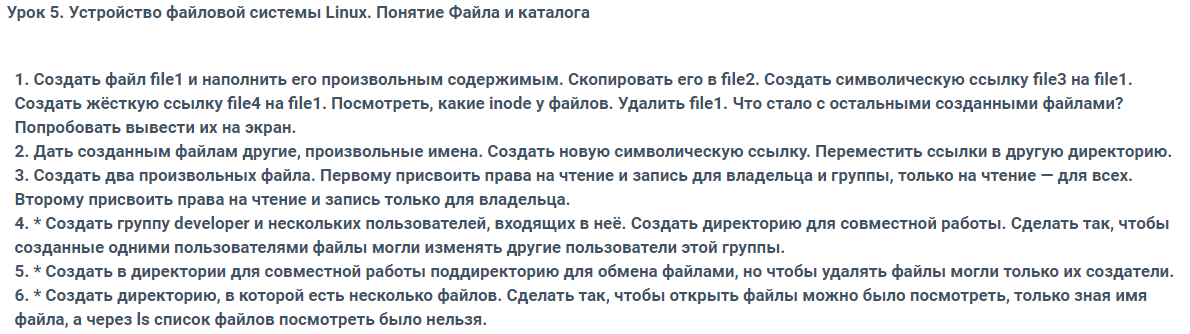 Урок 5. Устройство файловой системы Linux. Понятие Файла и каталога
1. Создать файл file1 и наполнить его произвольным содержимым. Скопировать его в file2. Создать символическую ссылку file3 на file1.
Создать жёсткую ссылку file4 на file1. Посмотреть, какие inode у файлов. Удалить file1. Что стало с остальными созданными файлами?
Попробовать вывести их на экран.
2. Дать созданным файлам другие, произвольные имена. Создать новую символическую ссылку. Переместить ссылки в другую директорию.
3. Создать два произвольных файла. Первому присвоить права на чтение и запись для владельца и группы, только на чтение — для всех.
Второму присвоить права на чтение и запись только для владельца.
4. * Создать группу developer и нескольких пользователей, входящих в неё. Создать директорию для совместной работы. Сделать так, чтобы
созданные одними пользователями файлы могли изменять другие пользователи этой группы.
5. * Создать в директории для совместной работы поддиректорию для обмена файлами, но чтобы удалять файлы могли только их создатели.
6. * Создать директорию, в которой есть несколько файлов. Сделать так, чтобы открыть файлы можно было посмотреть, только зная имя
файла, а через ls список файлов посмотреть было нельзя.